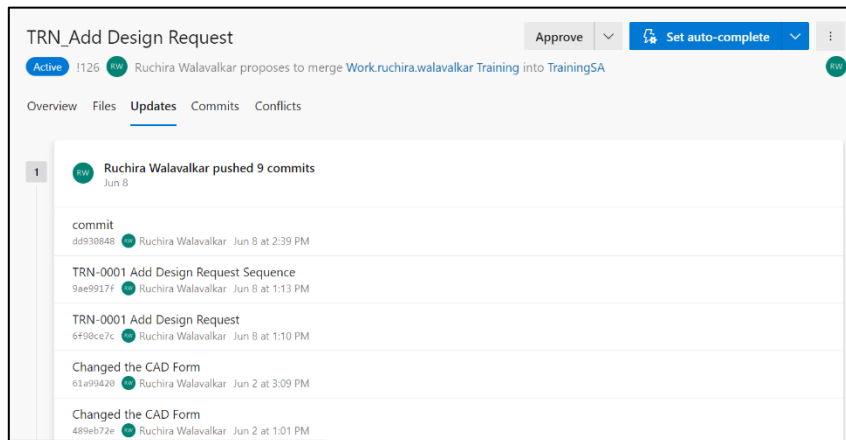 TRN_Add Design Request
Approve
Set auto-complete
Active !126 RW Ruchira Walavalkar proposes to merge Work.ruchira.walavalkar Training into TrainingSA
RW
Overview Files Updates Commits Conflicts
1
RW Ruchira Walavalkar pushed 9 commits
Jun 8
commit
dd930848 RW Ruchira Walavalkar Jun 8 at 2:39 PM
TRN-0001 Add Design Request Sequence
9ae9917f RW Ruchira Walavalkar Jun 8 at 1:13 PM
TRN-0001 Add Design Request
6f90ce7c RW Ruchira Walavalkar Jun 8 at 1:10 PM
Changed the CAD Form
61a99420 RW Ruchira Walavalkar Jun 2 at 3:09 PM
Changed the CAD Form
489eb72e RW Ruchira Walavalkar Jun 2 at 1:01 PM